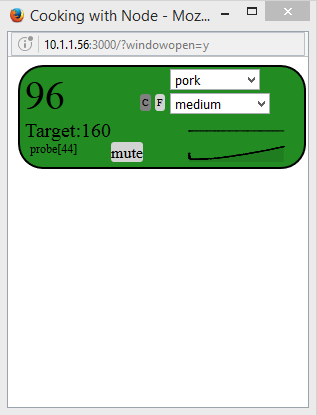 Cooking with Node - Moz...
10.1.1.56:3000/?windowopen=y
96
pork
C F
medium
Target:160
probe[44]
mute